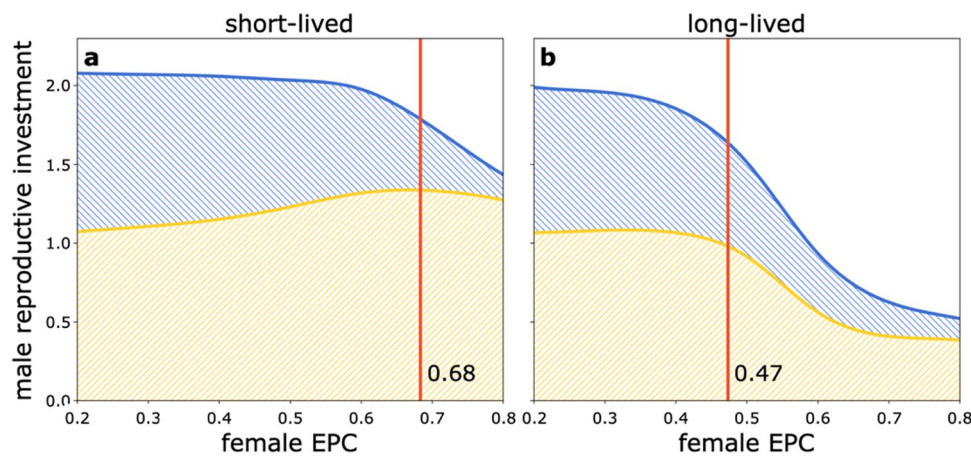 short-lived
long-lived
a
b
male reproductive investment
2.0
1.5
1.0
0.5
0.0
0.68
0.47
0.2 0.3 0.4 0.5 0.6 0.7 0.8
0.2 0.3 0.4 0.5 0.6 0.7 0.8
female EPC
female EPC